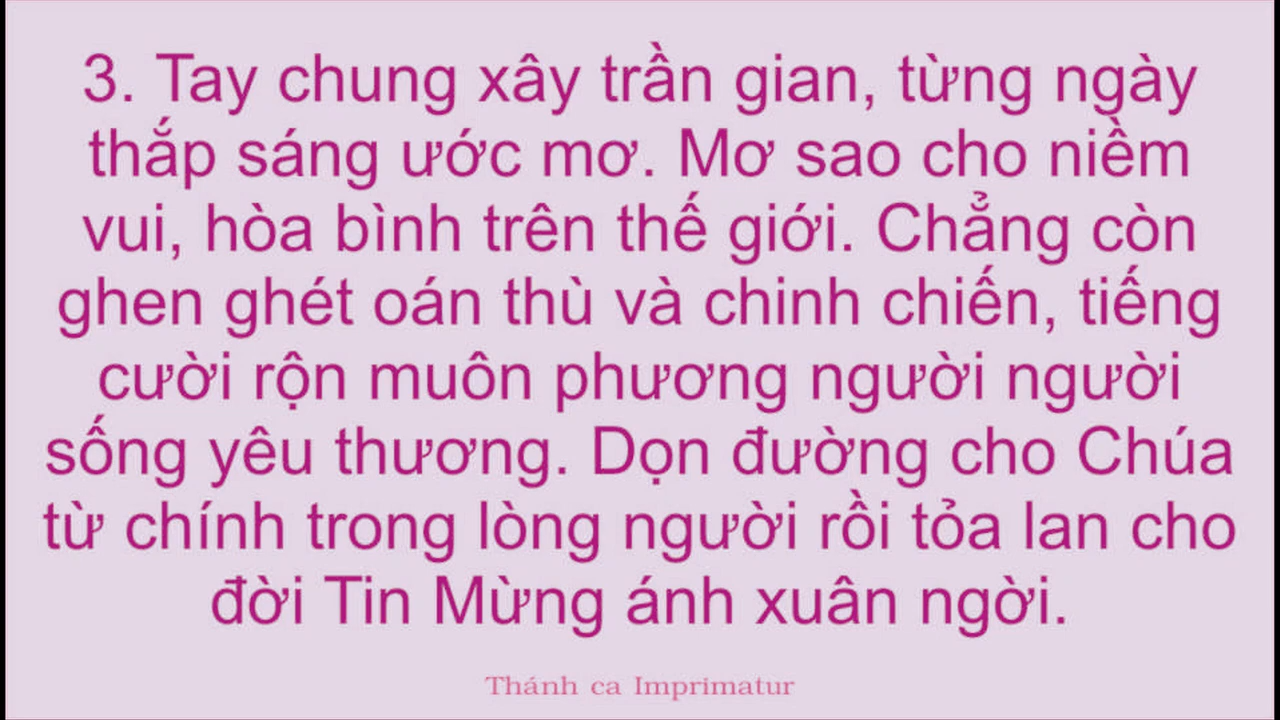 3. Tay chung xây trần gian, từng ngày
thắp sáng ước mơ. Mơ sao cho niềm
vui, hòa bình trên thế giới. Chẳng còn
ghen ghét oán thù và chinh chiến, tiếng
cười rộn muôn phương người người
sống yêu thương. Dọn đường cho Chúa
từ chính trong lòng người rồi tỏa lan cho
đời Tin Mừng ánh xuân ngời.
Thánh ca Imprimatur